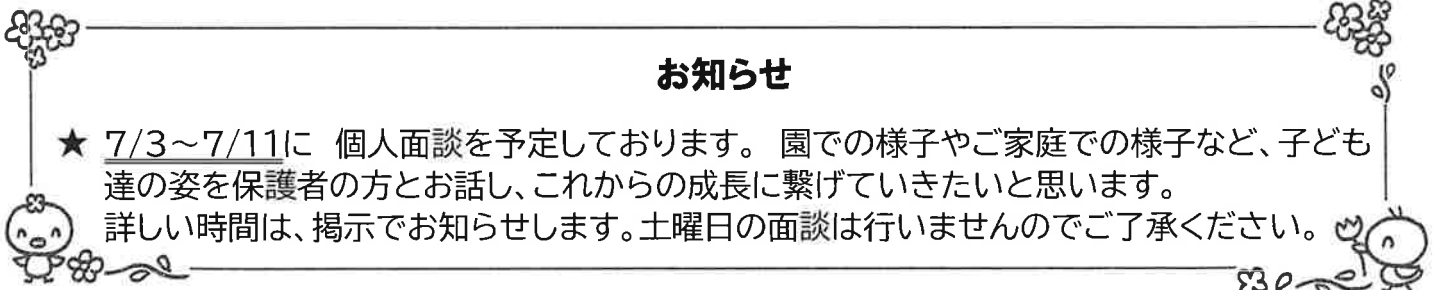 お知らせ
★ 7/3～7/11に 個人面談を予定しております。 園での様子やご家庭での様子など、子ども
達の姿を保護者の方とお話し、これからの成長に繋げていきたいと思います。
詳しい時間は、掲示でお知らせします。土曜日の面談は行いませんのでご了承ください。